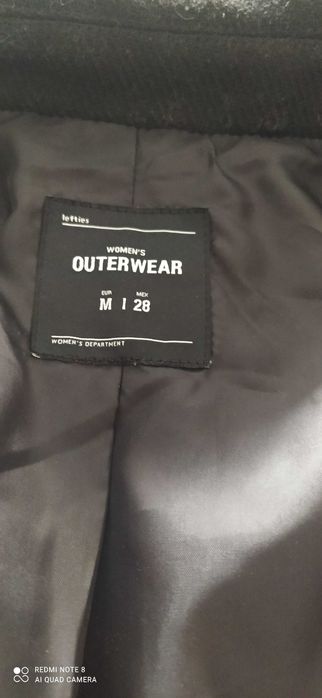 lefties
WOMEN'S
OUTERWEAR
EUR MEX
M | 28
WOMEN'S DEPARTMENT
REDMI NOTE 8
AI QUAD CAMERA